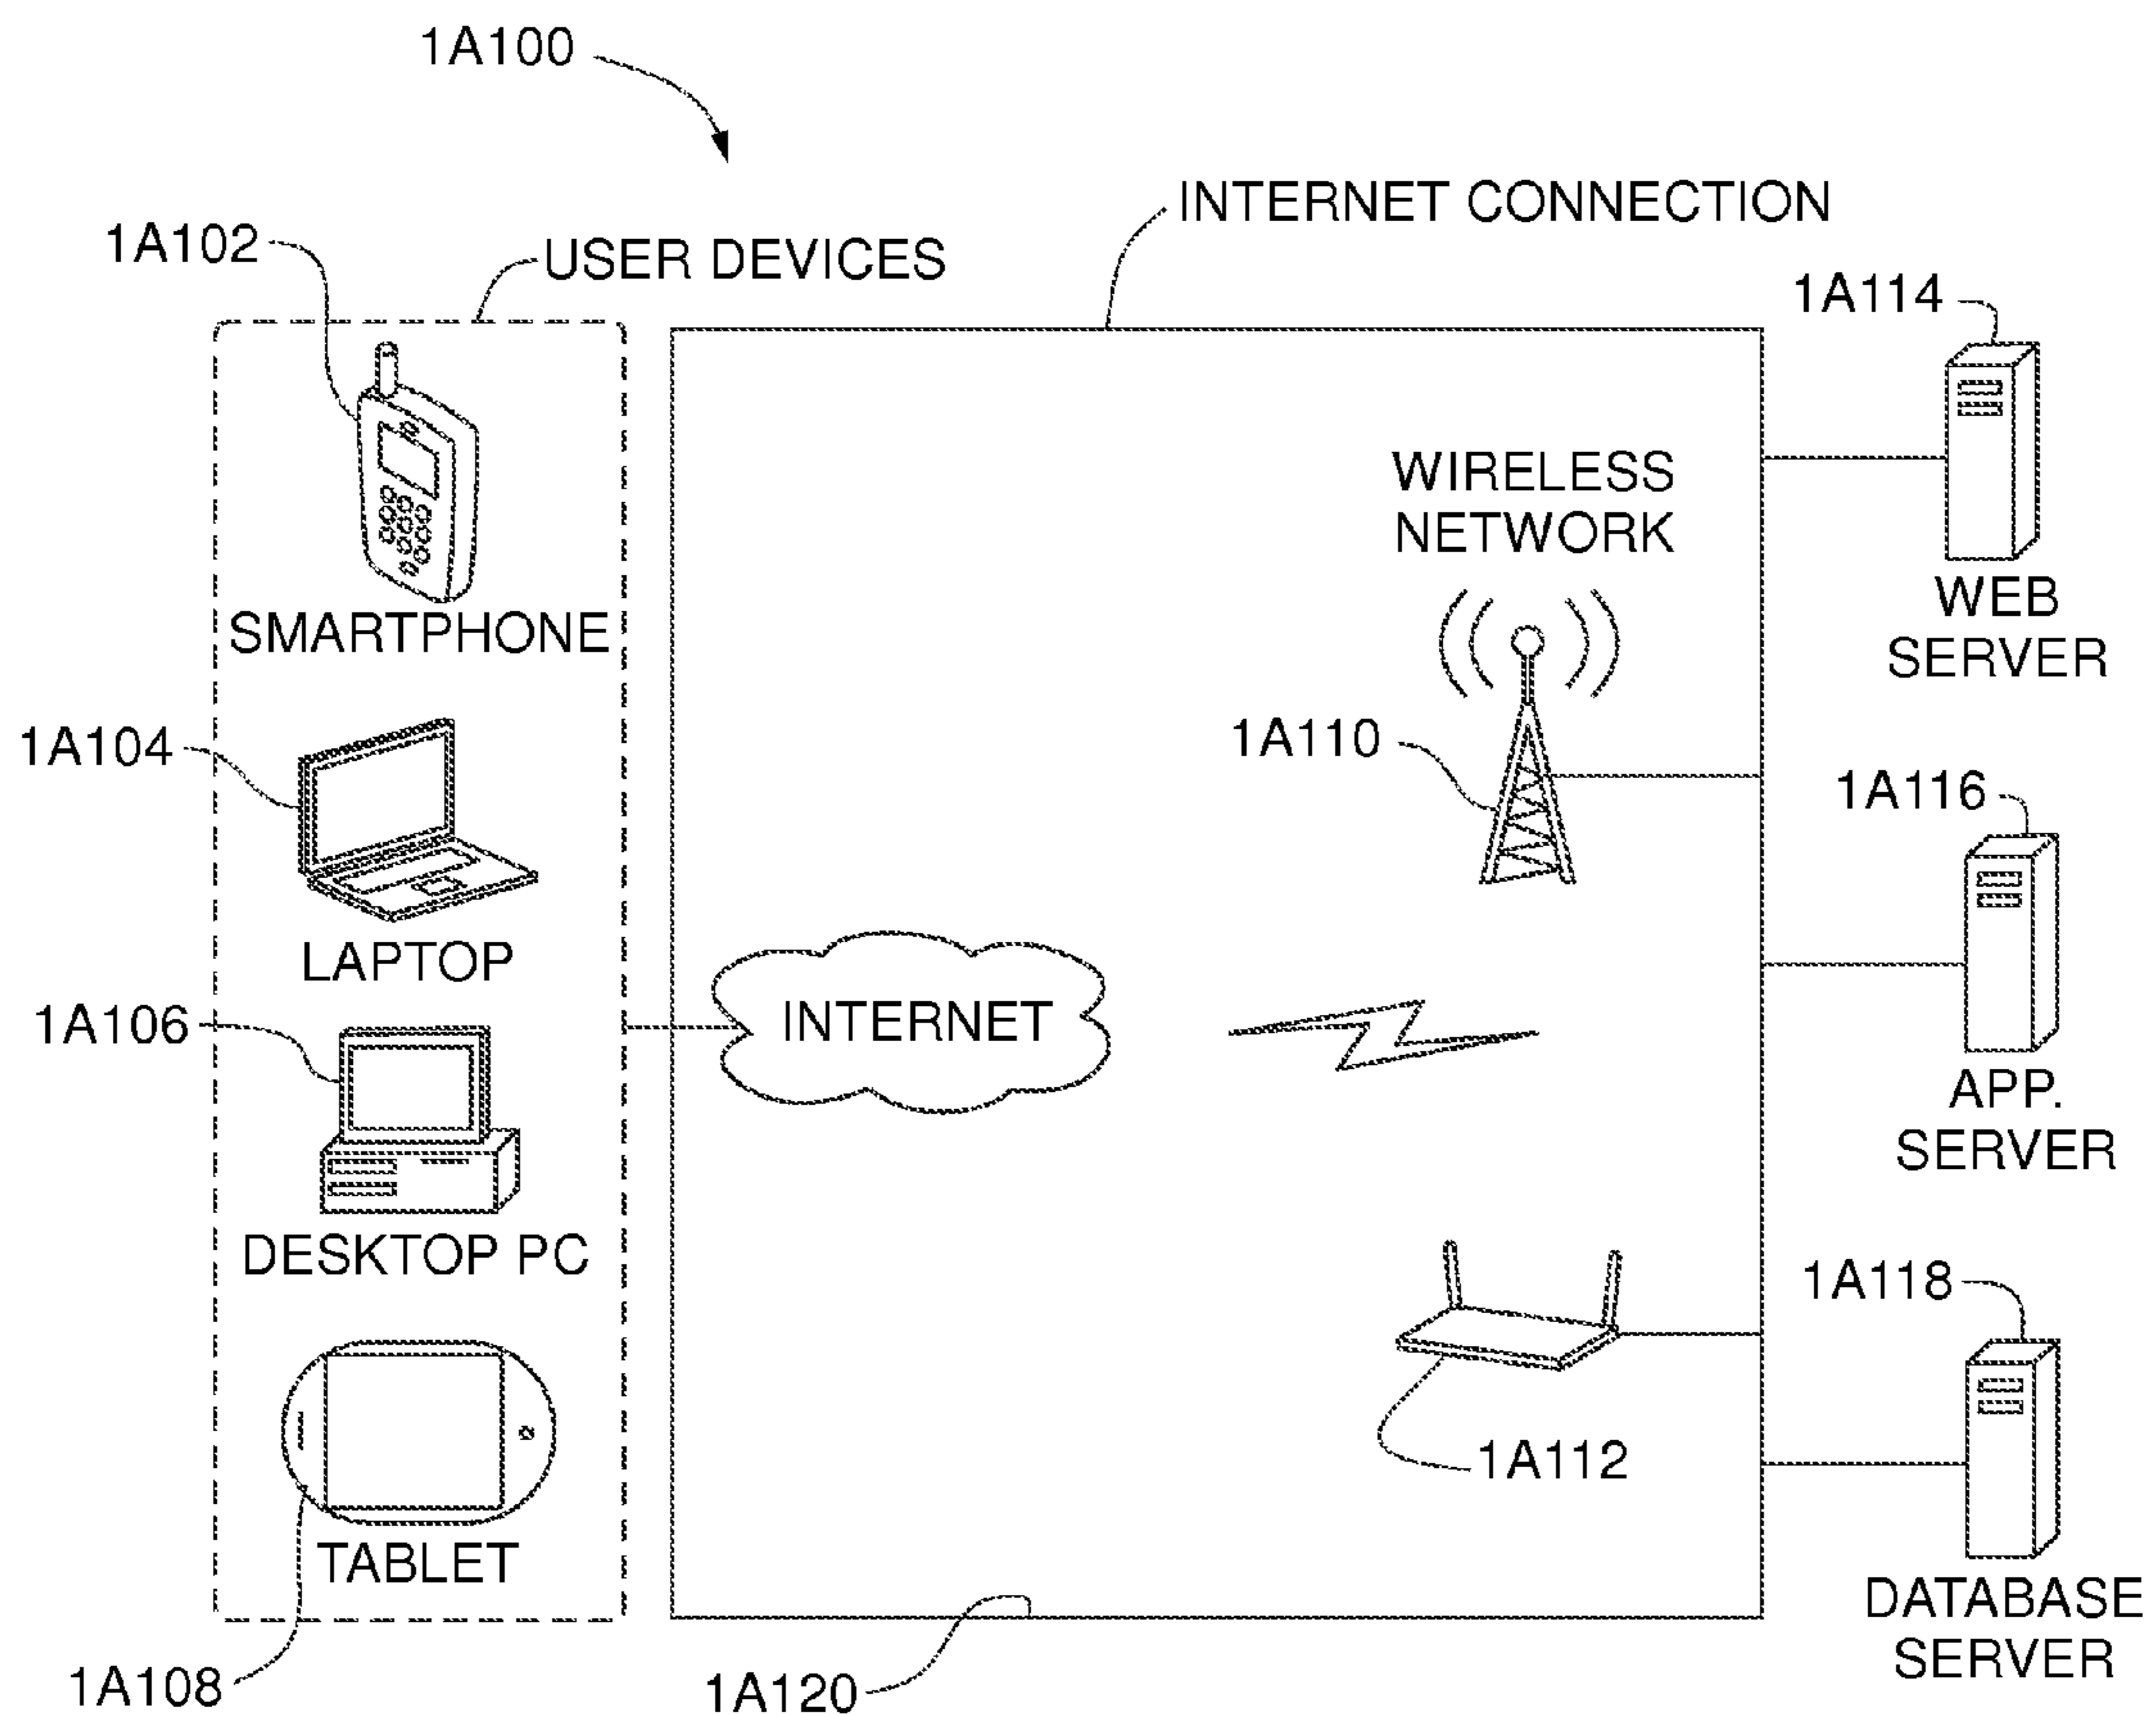 1A100
INTERNET CONNECTION
1A102
USER DEVICES
1A114
WIRELESS
NETWORK
WEB
SERVER
SMARTPHONE
1A104
1A110
1A116
LAPTOP
INTERNET
1A106
APP.
SERVER
DESKTOP PC
1A118
1A112
TABLET
DATABASE
SERVER
1A108
1A120